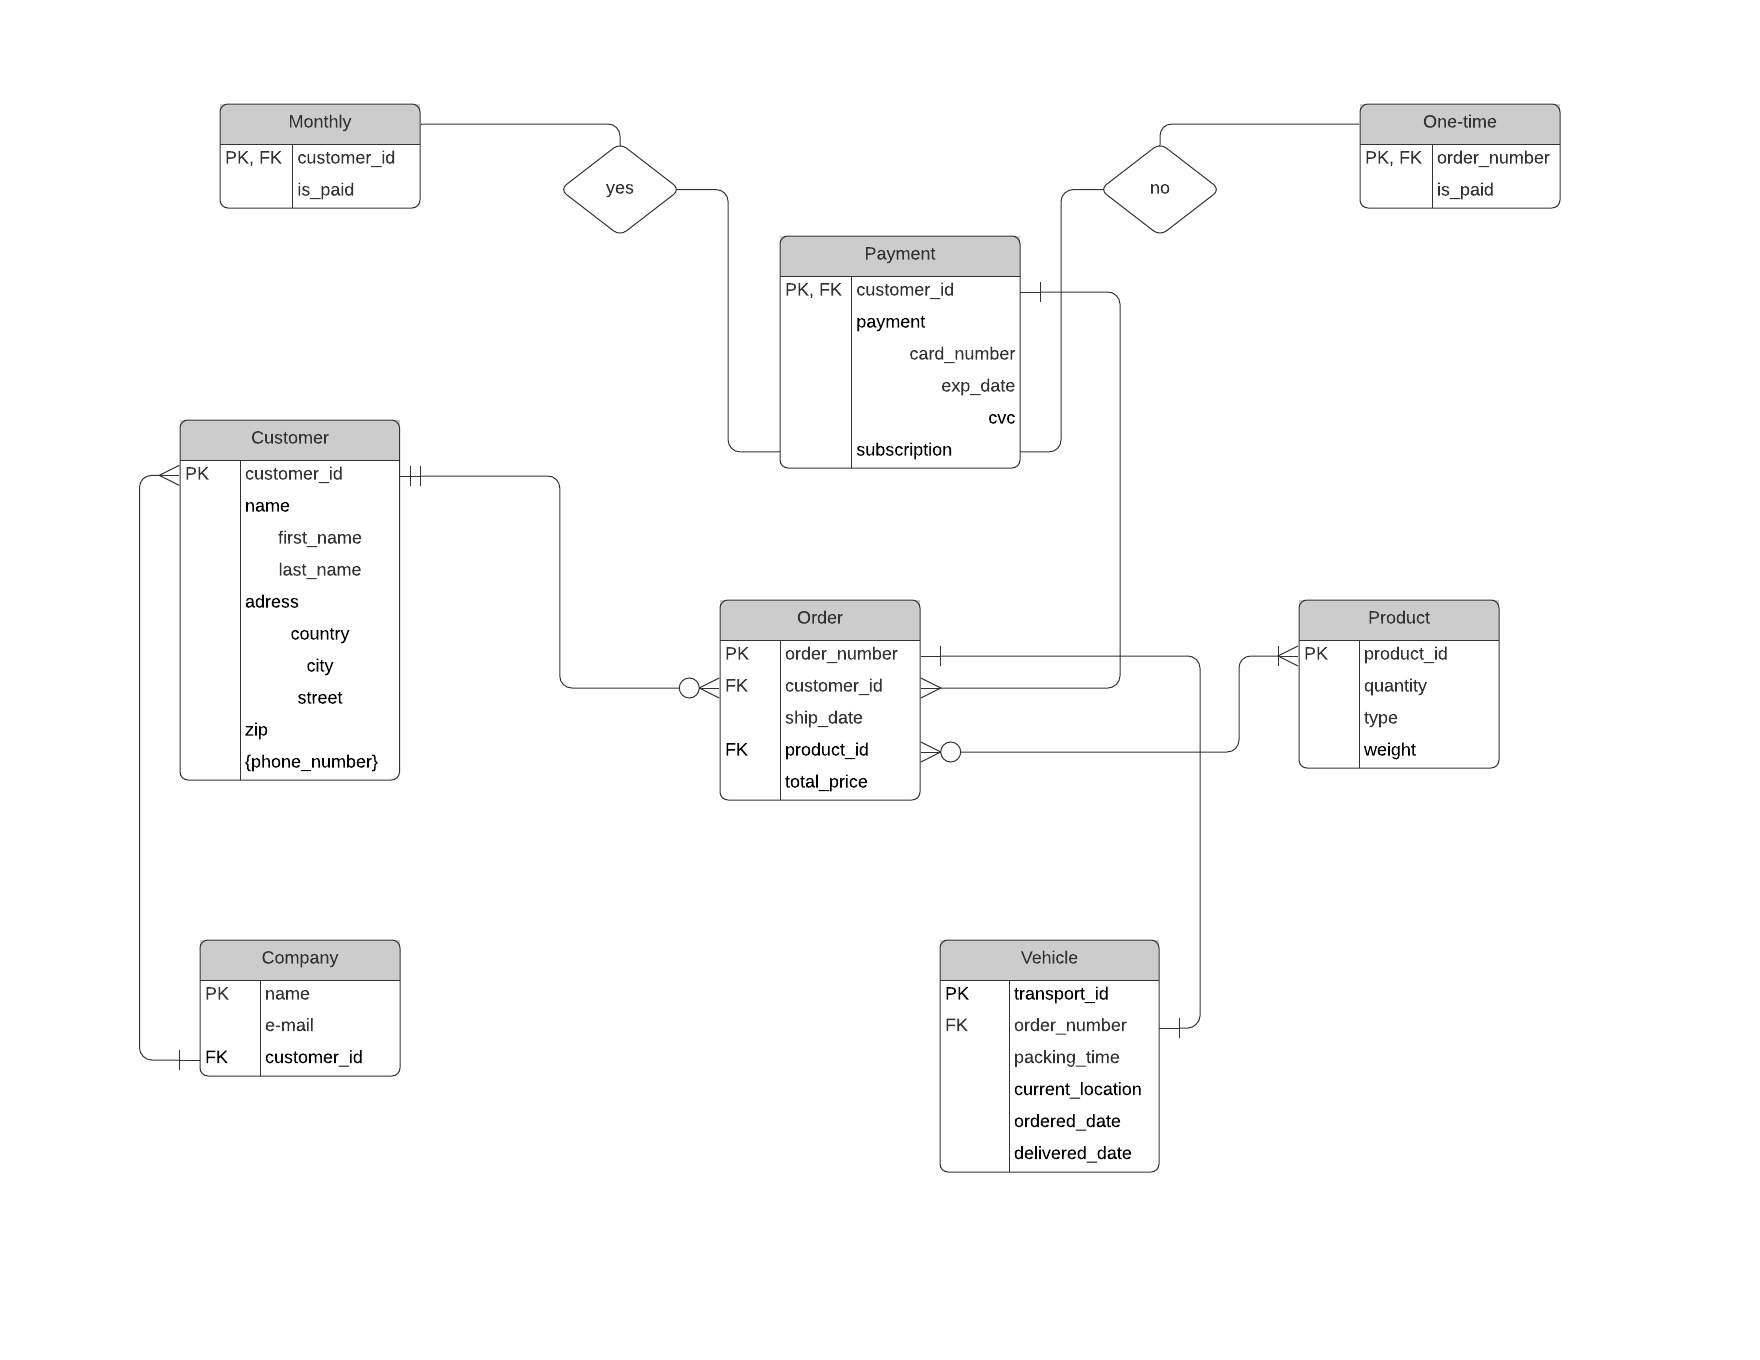 Monthly
PK, FK customer_id
is_paid
yes
no
One-time
PK, FK order_number
is_paid
Payment
PK, FK customer_id
payment
card_number
exp_date
cvc
subscription
Customer
PK customer_id
name
first_name
last_name
adress
country
city
street
zip
{phone_number}
Order
PK order_number
FK customer_id
ship_date
FK product_id
total_price
Product
PK product_id
quantity
type
weight
Company
PK name
e-mail
FK customer_id
Vehicle
PK transport_id
FK order_number
packing_time
current_location
ordered_date
delivered_date